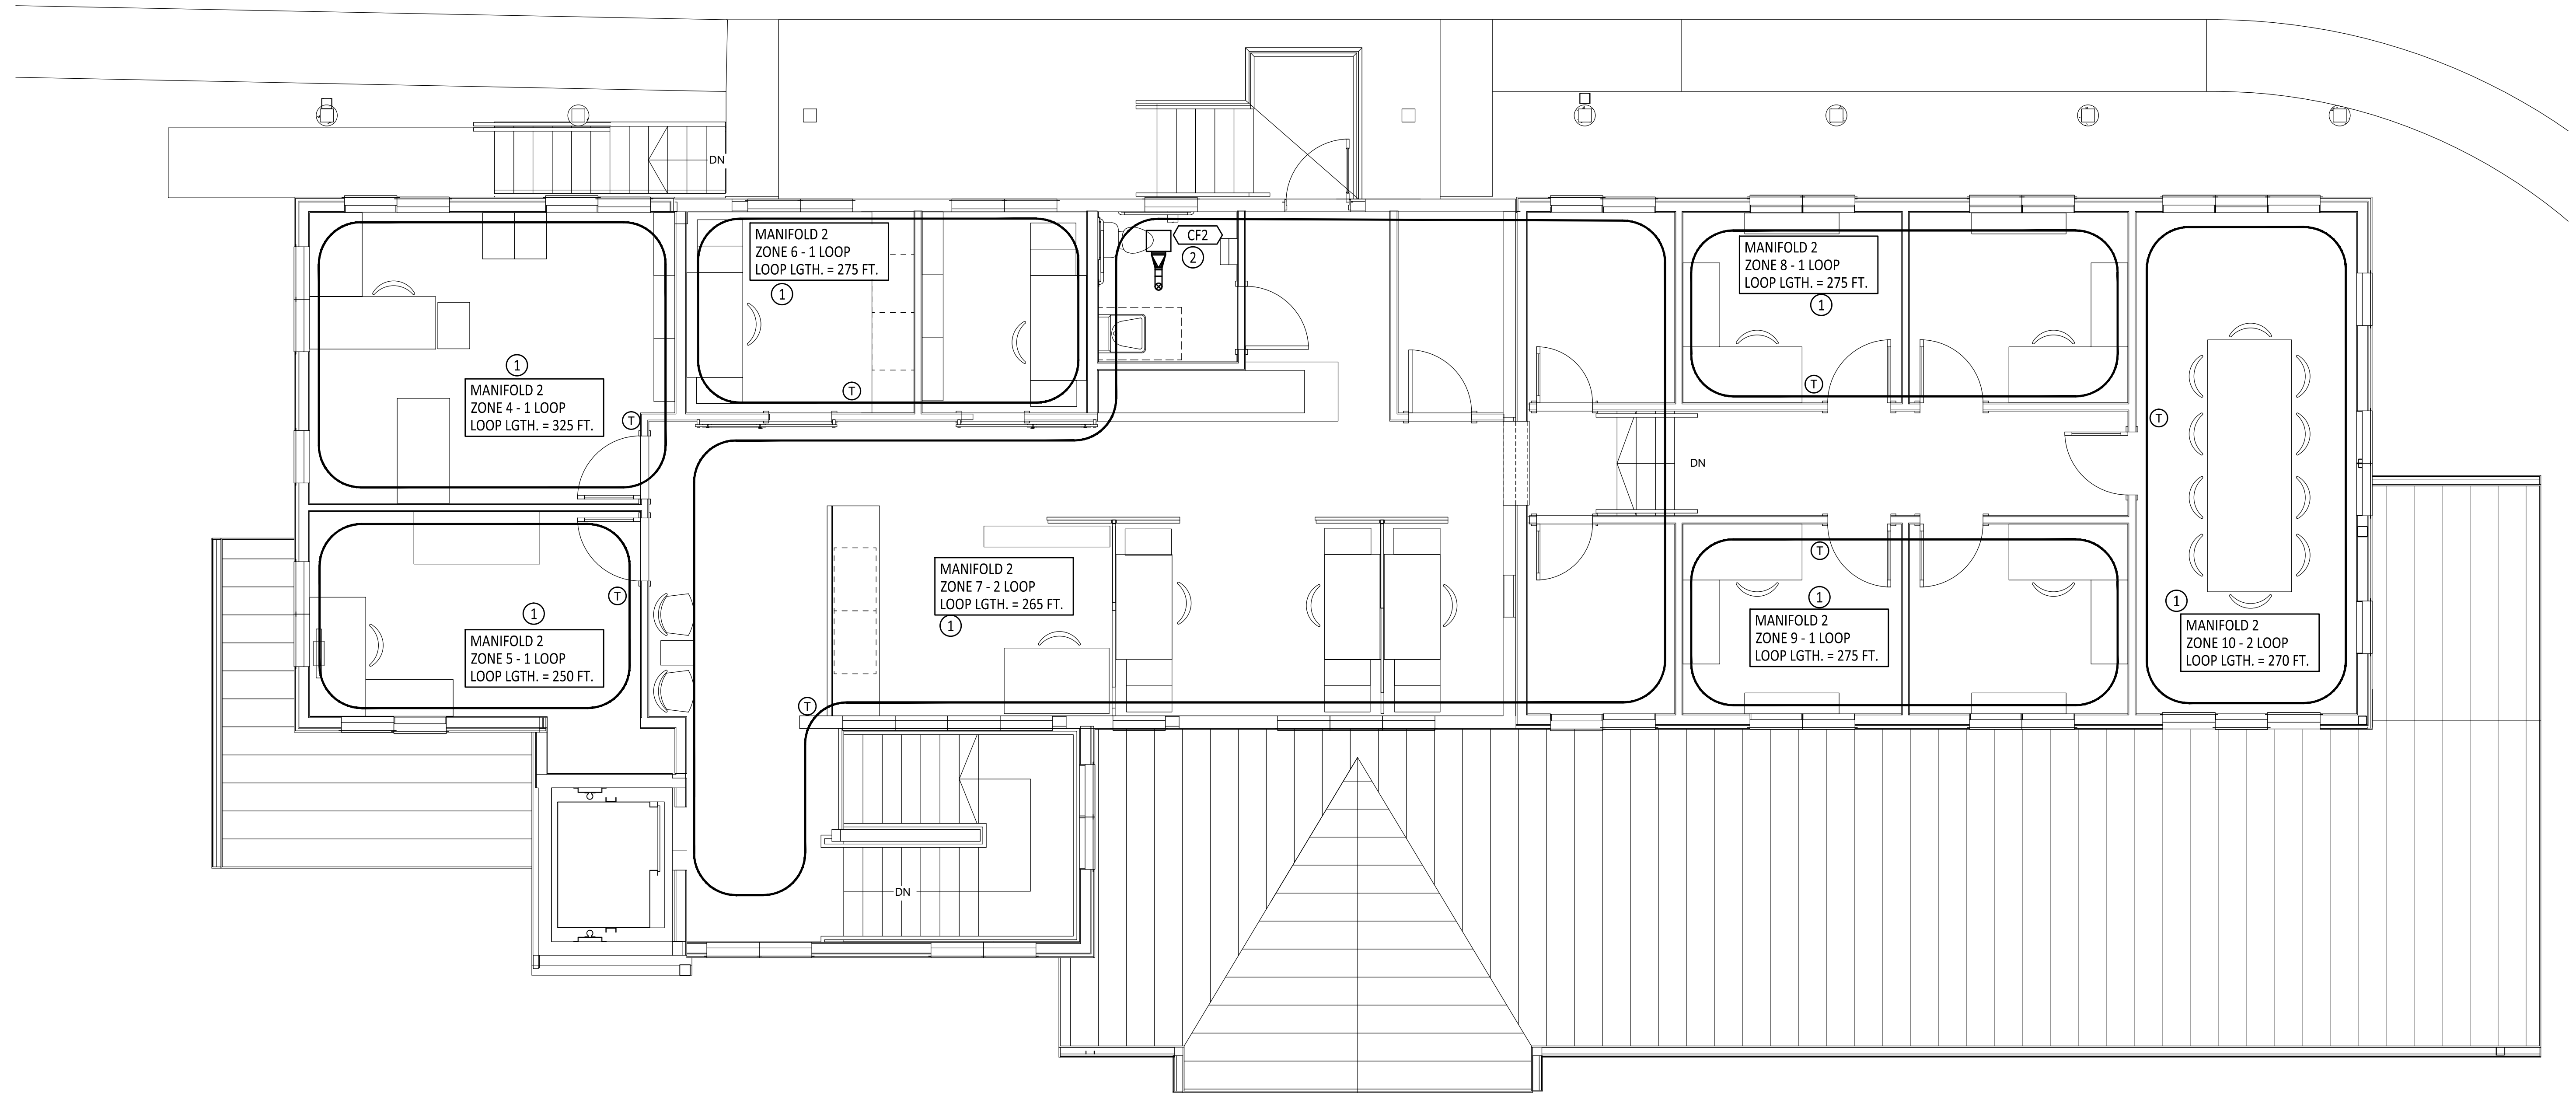 DN
MANIFOLD 2
ZONE 6 - 1 LOOP
LOOP LGTH. = 275 FT.
1
CF2
2
MANIFOLD 2
ZONE 8 - 1 LOOP
LOOP LGTH. = 275 FT.
1
1
MANIFOLD 2
ZONE 4 - 1 LOOP
LOOP LGTH. = 325 FT.
T
T
T
T
DN
T
MANIFOLD 2
ZONE 7 - 2 LOOP
LOOP LGTH. = 265 FT.
1
T
1
MANIFOLD 2
ZONE 5 - 1 LOOP
LOOP LGTH. = 250 FT.
1
MANIFOLD 2
ZONE 9 - 1 LOOP
LOOP LGTH. = 275 FT.
1
MANIFOLD 2
ZONE 10 - 2 LOOP
LOOP LGTH. = 270 FT.
T
DN